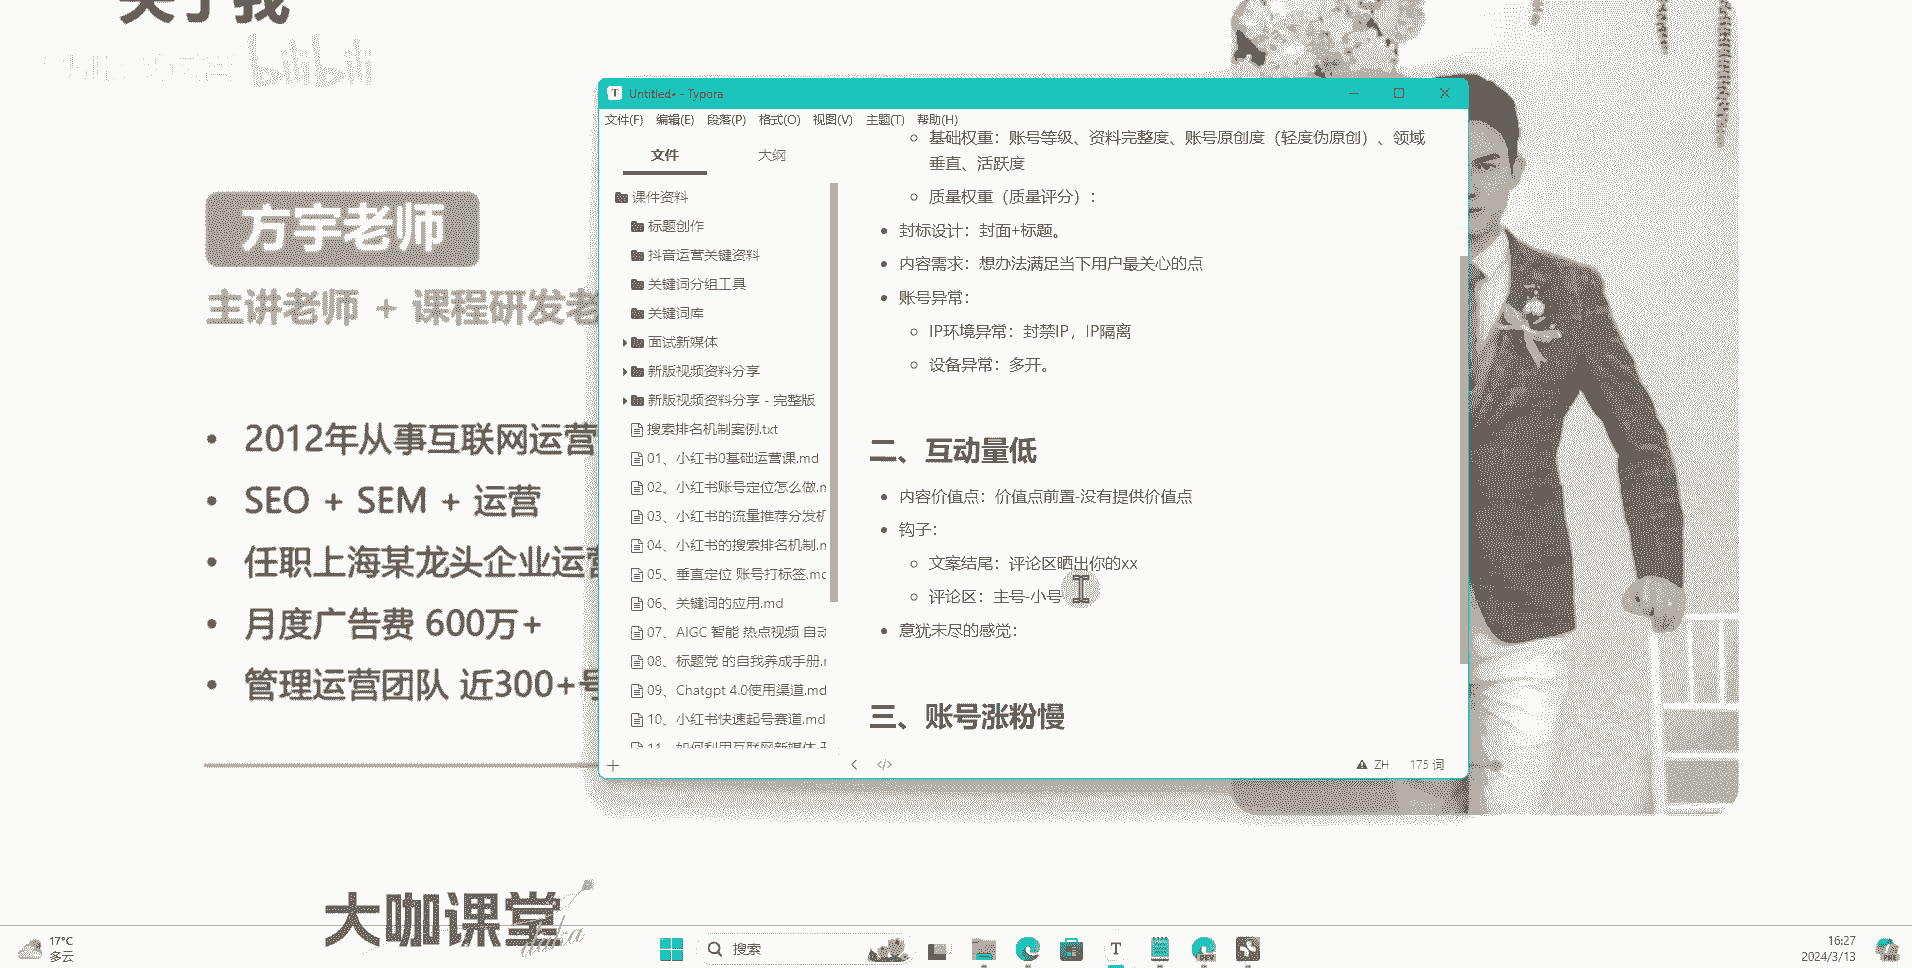 关于我
bilibili
方宇老师
主讲老师 + 课程研发老
2012年从事互联网运营
SEO + SEM + 运营
任职上海某龙头企业运营
月度广告费 600万+
管理运营团队 近300+号
大咖课堂
daka
Untitled• - Typora
文件(F) 编辑(E) 段落(P) 格式(O) 视图(V) 主题(T) 帮助(H)
文件 大纲
课件资料
标题创作
抖音运营关键资料
关键词分组工具
关键词库
面试新媒体
新版视频资料分享
新版视频资料分享 - 完整版
搜索排名机制案例.txt
01、小红书0基础运营课.md
02、小红书账号定位怎么做.m
03、小红书的流量推荐分发机
04、小红书的搜索排名机制.m
05、垂直定位 账号打标签.mc
06、关键词的应用.md
07、AIGC 智能 热点视频 自动
08、标题党 的自我养成手册.r
09、Chatgpt 4.0使用渠道.md
10、小红书快速起号赛道.md
11、如何利用互联网新媒体
基础权重：账号等级、资料完整度、账号原创度（轻度伪原创）、领域
垂直、活跃度
质量权重（质量评分）：
封标设计：封面+标题。
内容需求：想办法满足当下用户最关心的点
账号异常：
IP环境异常：封禁IP，IP隔离
设备异常：多开。
二、互动量低
内容价值点：价值点前置-没有提供价值点
钩子：
文案结尾：评论区晒出你的xx
评论区：主号-小号
意犹未尽的感觉：
三、账号涨粉慢
ZH 175 词
17°C
多云
搜索
16:27
2024/3/13